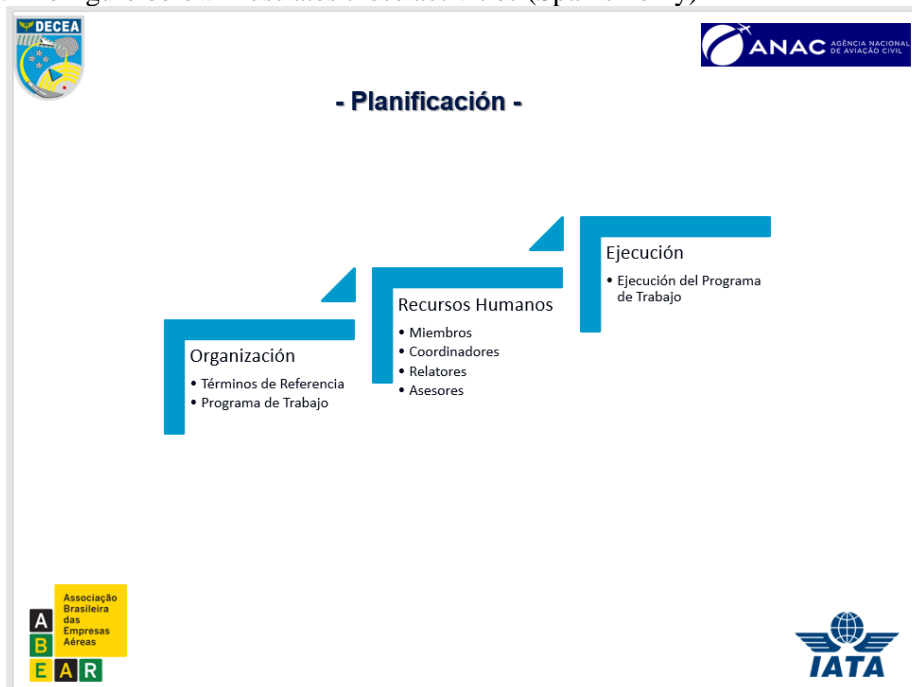 DECEA
ANAC AGÊNCIA NACIONAL
DE AVIAÇÃO CIVIL
- Planificación -
Ejecución
• Ejecución del Programa
de Trabajo
Recursos Humanos
• Miembros
• Coordinadores
• Relatores
• Asesores
Organización
• Términos de Referencia
• Programa de Trabajo
Associação
Brasileira
das
Empresas
Aéreas
A
B
E A R
IATA